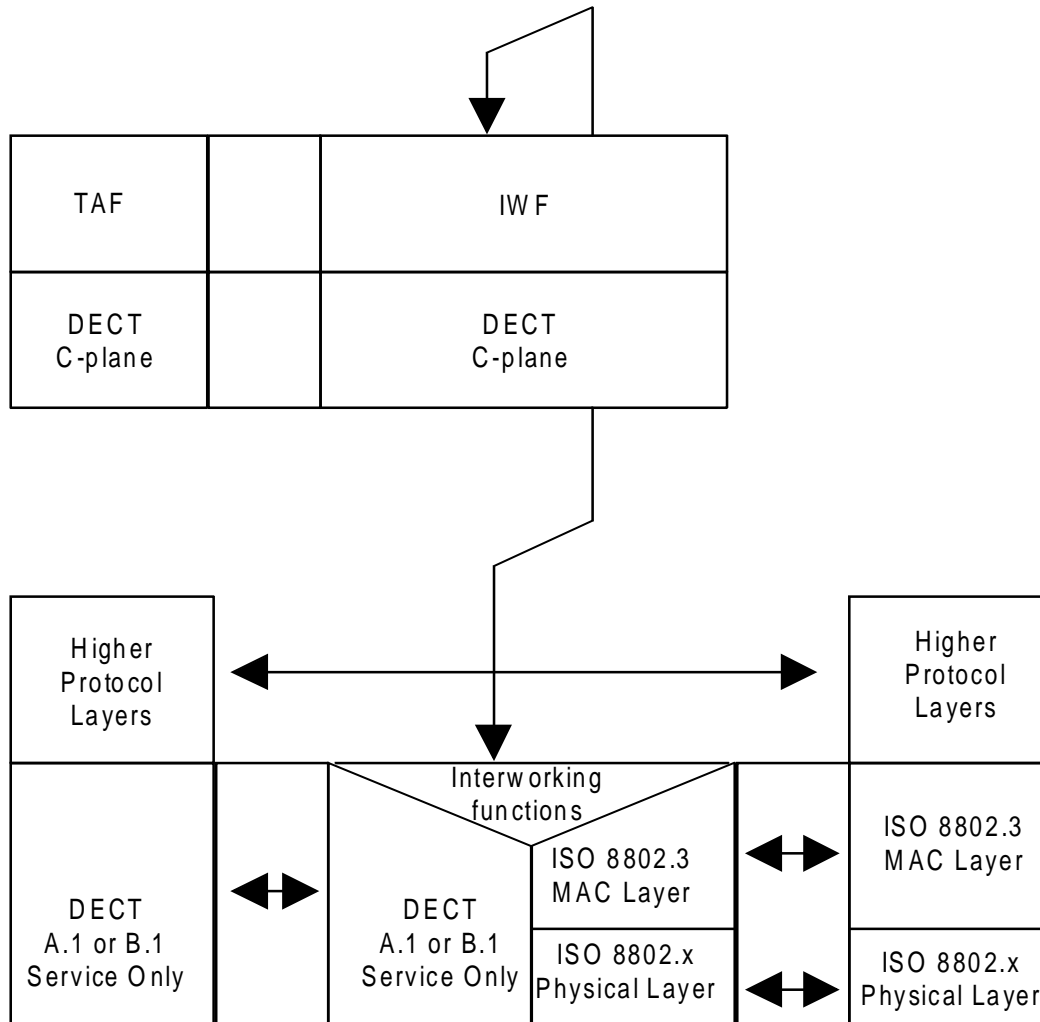 TAF
IWF
DECT
C-plane
DECT
C-plane
Higher
Protocol
Layers
Higher
Protocol
Layers
Interworking
functions
ISO 8802.3
MAC Layer
ISO 8802.3
MAC Layer
DECT
A.1 or B.1
Service Only
DECT
A.1 or B.1
Service Only
ISO 8802.x
Physical Layer
ISO 8802.x
Physical Layer